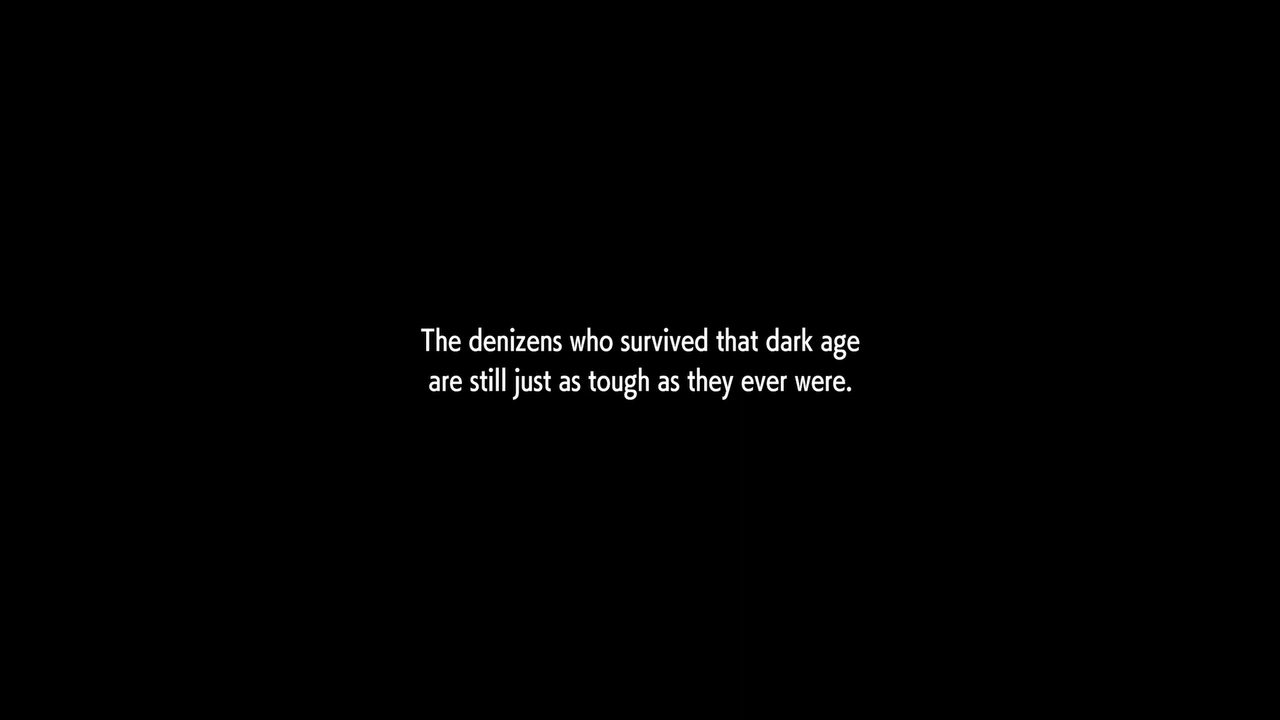 The denizens who survived that dark age
are still just as tough as they ever were.